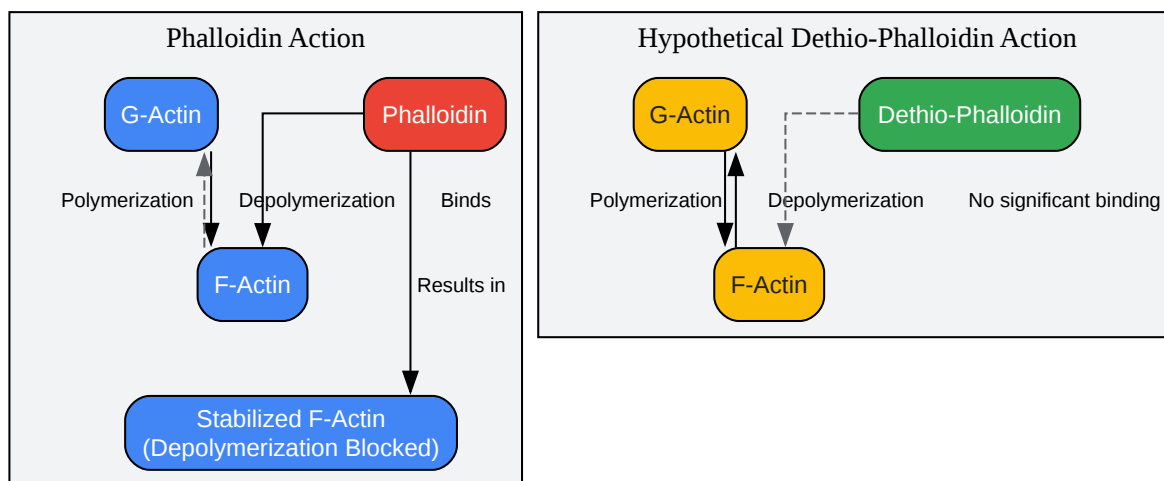 Phalloidin Action
G-Actin
Phalloidin
Polymerization
Depolymerization
Binds
F-Actin
Results in
Stabilized F-Actin
(Depolymerization Blocked)
Hypothetical Dethio-Phalloidin Action
G-Actin
Dethio-Phalloidin
Polymerization
Depolymerization
No significant binding
F-Actin